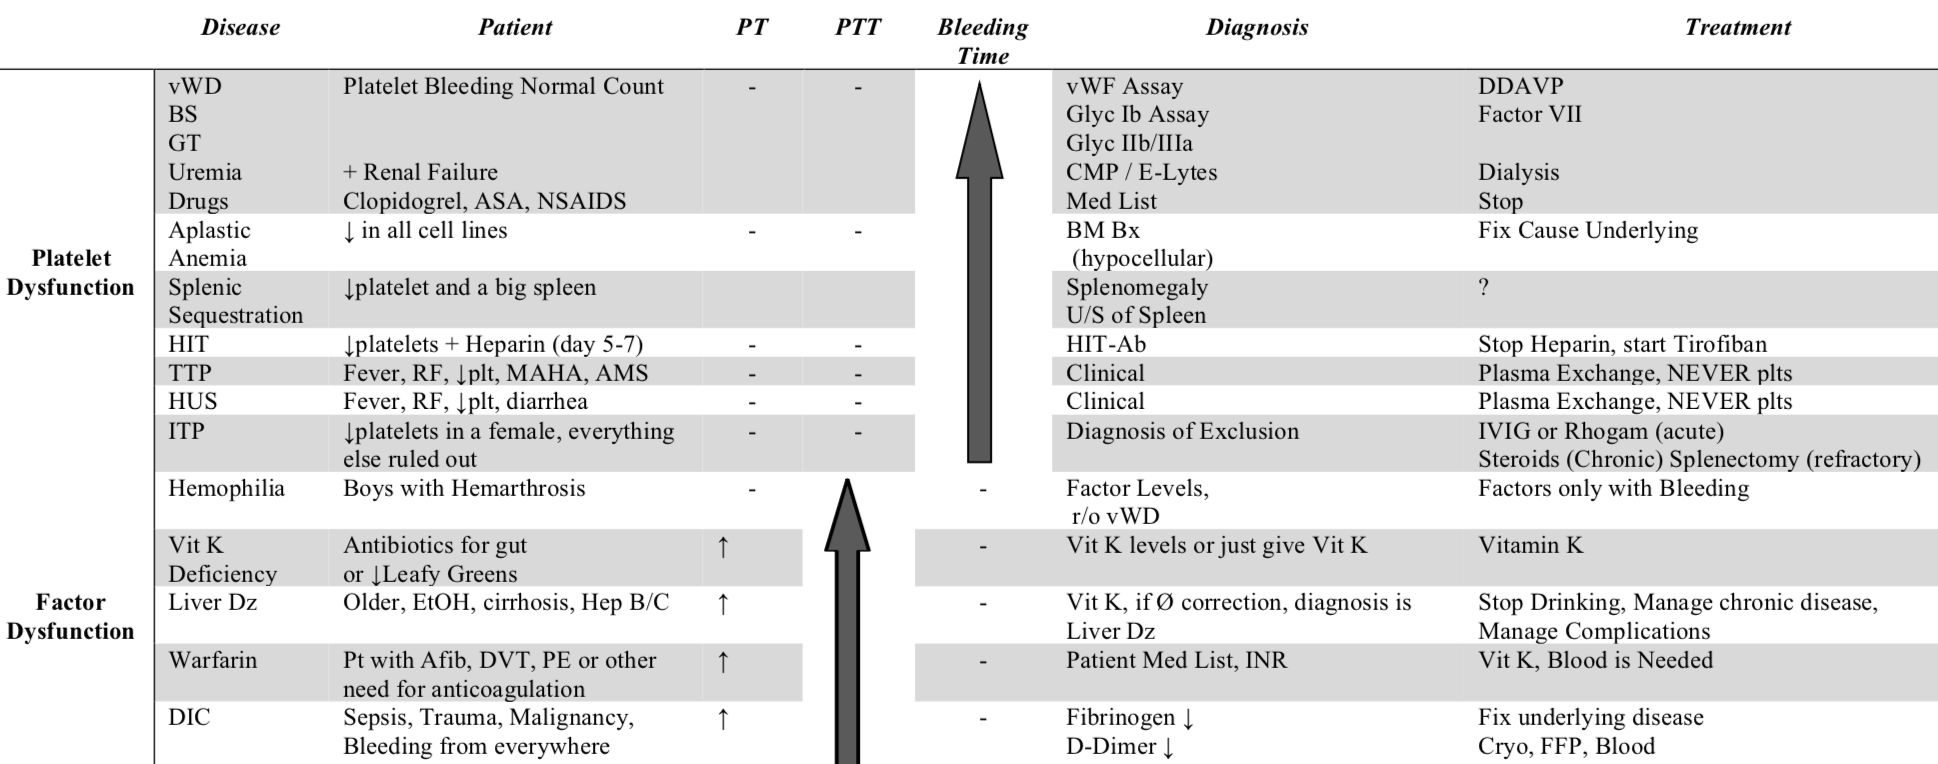 Disease Patient PT PTT Bleeding Time Diagnosis Treatment
Platelet Dysfunction
vWD Platelet Bleeding Normal Count - - vWF Assay DDAVP
BS Glyc Ib Assay Factor VII
GT Glyc IIb/IIIa
Uremia + Renal Failure CMP / E-Lytes Dialysis
Drugs Clopidogrel, ASA, NSAIDS Med List Stop
Aplastic ↓ in all cell lines - - BM Bx Fix Cause Underlying
Anemia (hypocellular)
Splenic ↓platelet and a big spleen Splenomegaly ?
Sequestration U/S of Spleen
HIT ↓platelets + Heparin (day 5-7) - - HIT-Ab Stop Heparin, start Tirofiban
TTP Fever, RF, ↓plt, MAHA, AMS - - Clinical Plasma Exchange, NEVER plts
HUS Fever, RF, ↓plt, diarrhea - - Clinical Plasma Exchange, NEVER plts
ITP ↓platelets in a female, everything - - Diagnosis of Exclusion IVIG or Rhogam (acute)
else ruled out Steroids (Chronic) Splenectomy (refractory)
Factor Dysfunction
Hemophilia Boys with Hemarthrosis - - Factor Levels, Factors only with Bleeding
r/o vWD
Vit K Antibiotics for gut ↑ - Vit K levels or just give Vit K Vitamin K
Deficiency or ↓Leafy Greens
Liver Dz Older, EtOH, cirrhosis, Hep B/C ↑ - Vit K, if Ø correction, diagnosis is Stop Drinking, Manage chronic disease,
Liver Dz Manage Complications
Warfarin Pt with Afib, DVT, PE or other ↑ - Patient Med List, INR Vit K, Blood is Needed
need for anticoagulation
DIC Sepsis, Trauma, Malignancy, ↑ - Fibrinogen ↓ Fix underlying disease
Bleeding from everywhere D-Dimer ↓ Cryo, FFP, Blood